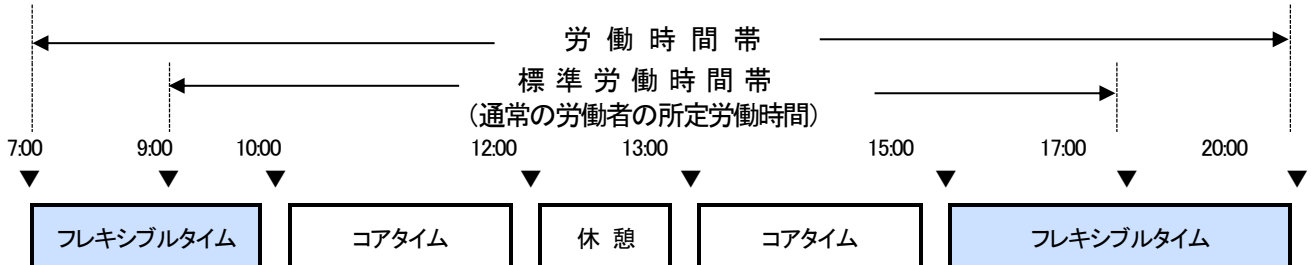 労 働 時 間 帯
標 準 労 働 時 間 帯
（通常の労働者の所定労働時間）
7:00 9:00 10:00 12:00 13:00 15:00 17:00 20:00
フレキシブルタイム コアタイム 休 憩 コアタイム フレキシブルタイム